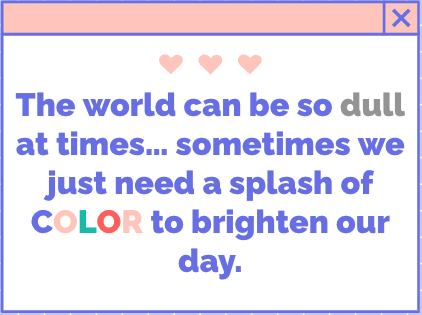 The world can be so dull
at times... sometimes we
just need a splash of
COLOR to brighten our
day.